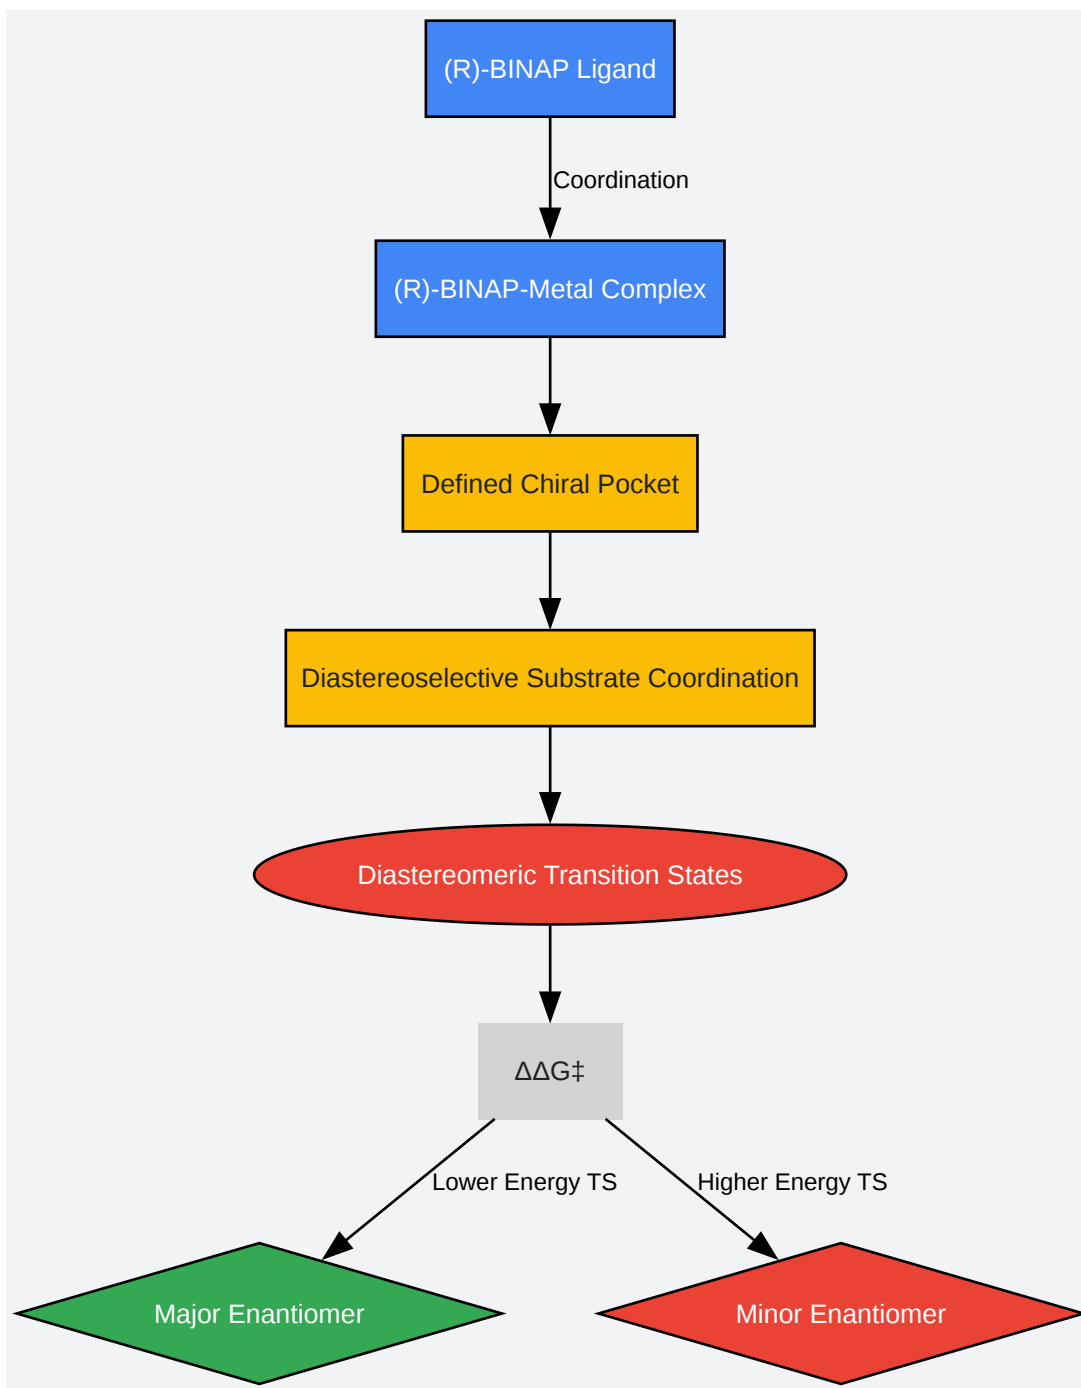 (R)-BINAP Ligand
Coordination
(R)-BINAP-Metal Complex
Defined Chiral Pocket
Diastereoselective Substrate Coordination
Diastereomeric Transition States
ΔΔG‡
Lower Energy TS
Higher Energy TS
Major Enantiomer
Minor Enantiomer